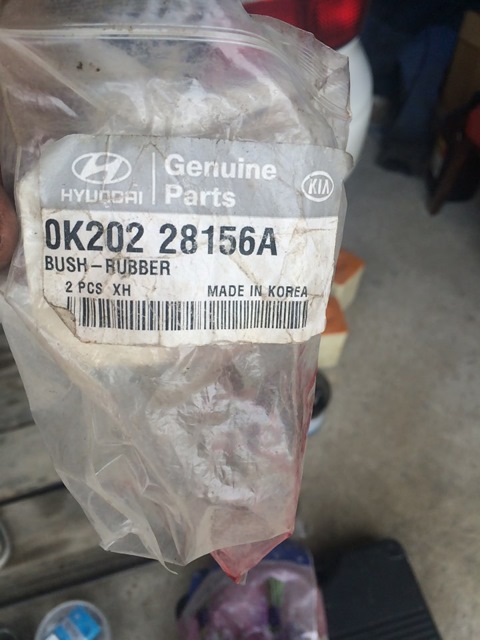 HYUNDAI
Genuine
Parts
KIA
0K202 28156A
BUSH-RUBBER
2 PCS XH MADE IN KOREA